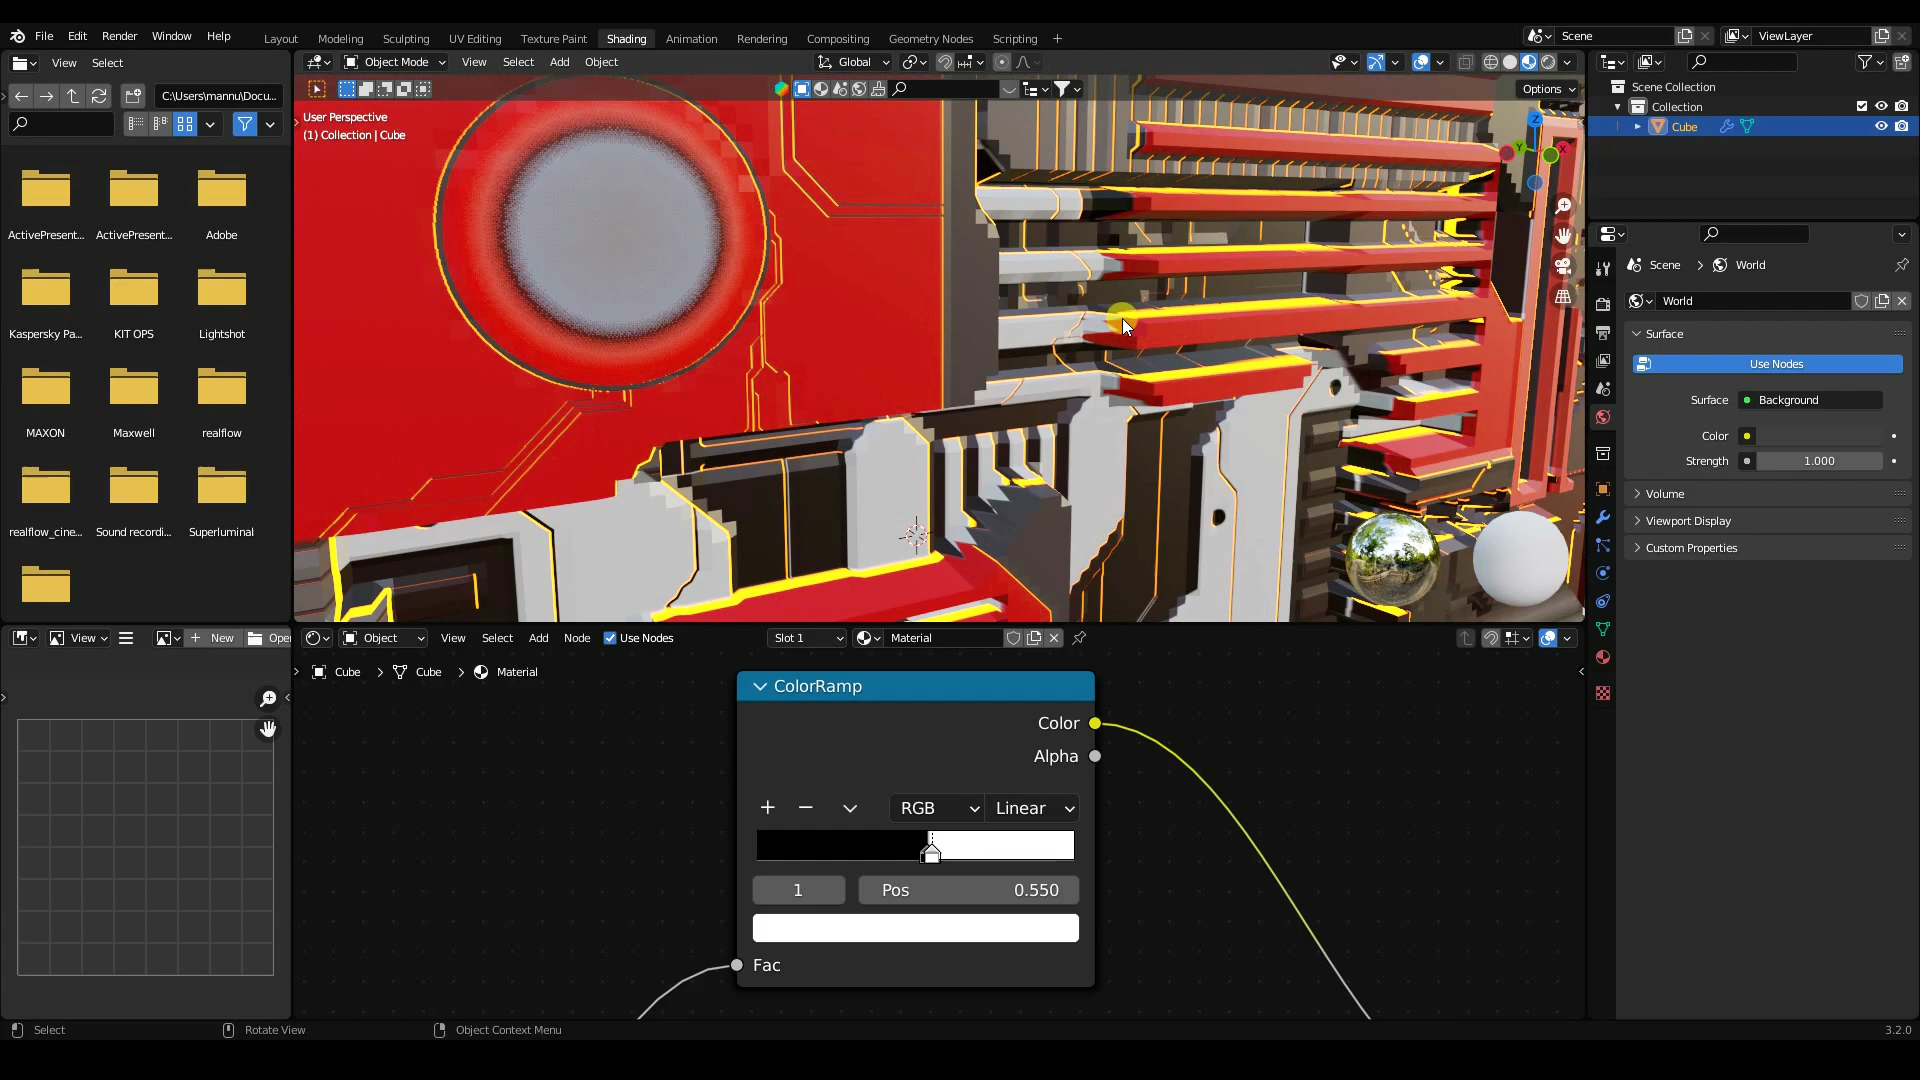 File Edit Render Window Help
Layout Modeling Sculpting UV Editing Texture Paint Shading Animation Rendering Compositing Geometry Nodes Scripting
Scene
ViewLayer
View Select
Object Mode View Select Add Object
Global
C:\Users\mannu\Docu...
Options
User Perspective
(1) Collection | Cube
Z
Y
X
Scene Collection
Collection
Cube
ActivePresent... ActivePresent... Adobe
Kaspersky Pa... KIT OPS Lightshot
MAXON Maxwell realflow
realflow_cine... Sound recordi... Superluminal
Scene World
World
Surface
Use Nodes
Surface Background
Color
Strength 1.000
Volume
Viewport Display
Custom Properties
View New Open
Object View Select Add Node Use Nodes Slot 1 Material
Cube Cube Material
ColorRamp
Color
Alpha
RGB Linear
1 Pos 0.550
Fac
Select Rotate View Object Context Menu 3.2.0